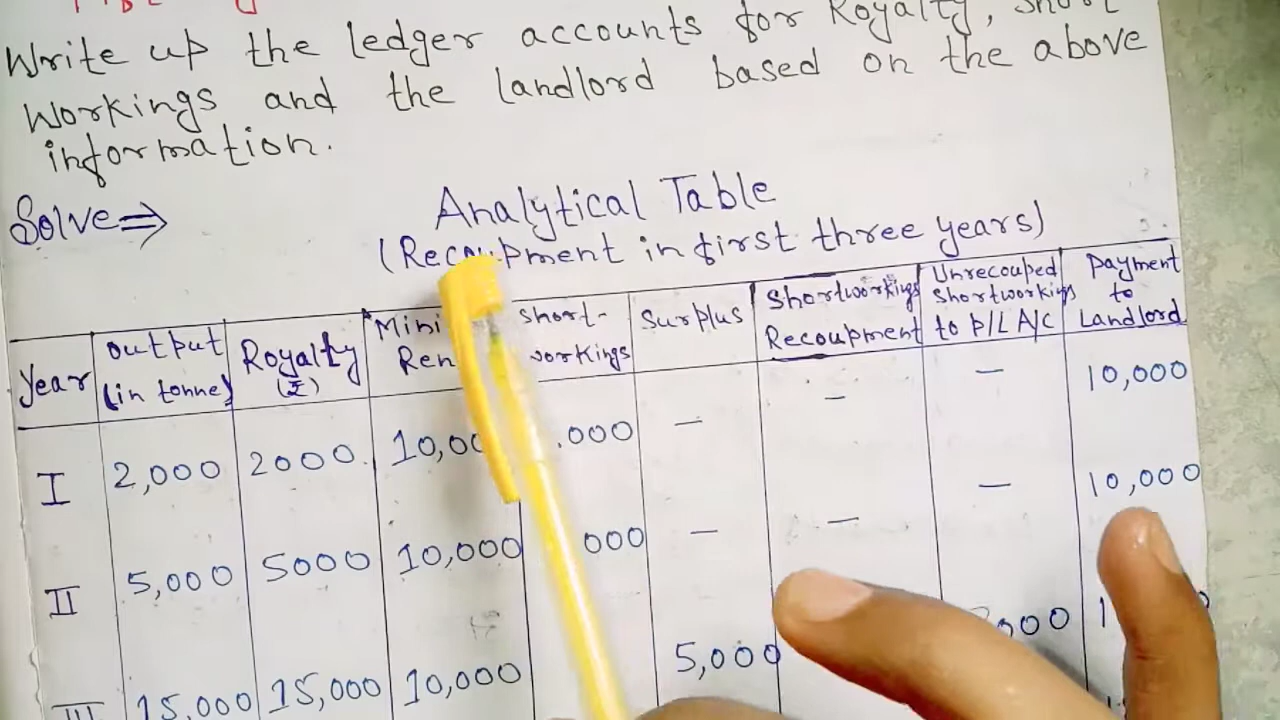 Write up the ledger accounts for Royalty, Short
Workings and the landlord based on the above
information.
Solve⇒
Analytical Table
(Recoupment in first three years)
Year
output (in tonne)
Royalty (₹)
short-workings
Surplus
Shortworkings Recoupment
Unrecouped Shortworkings to P/L A/C
payment to Landlord
I 2,000 2000 — — — 10,000
II 5,000 5000 10,000 — — — 10,000
III 15,000 15,000 10,000 5,000